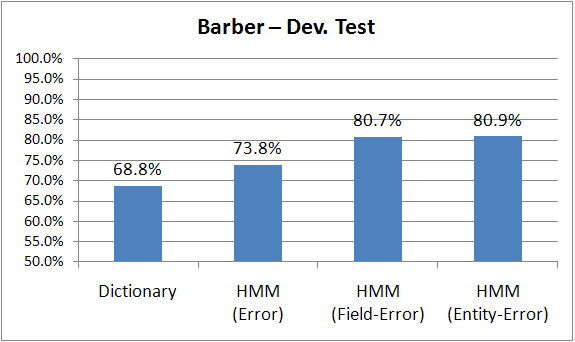 Barber – Dev. Test
100.0%
95.0%
90.0%
85.0%
80.0%
75.0%
70.0%
65.0%
60.0%
55.0%
50.0%
68.8%
73.8%
80.7%
80.9%
Dictionary
HMM
(Error)
HMM
(Field-Error)
HMM
(Entity-Error)